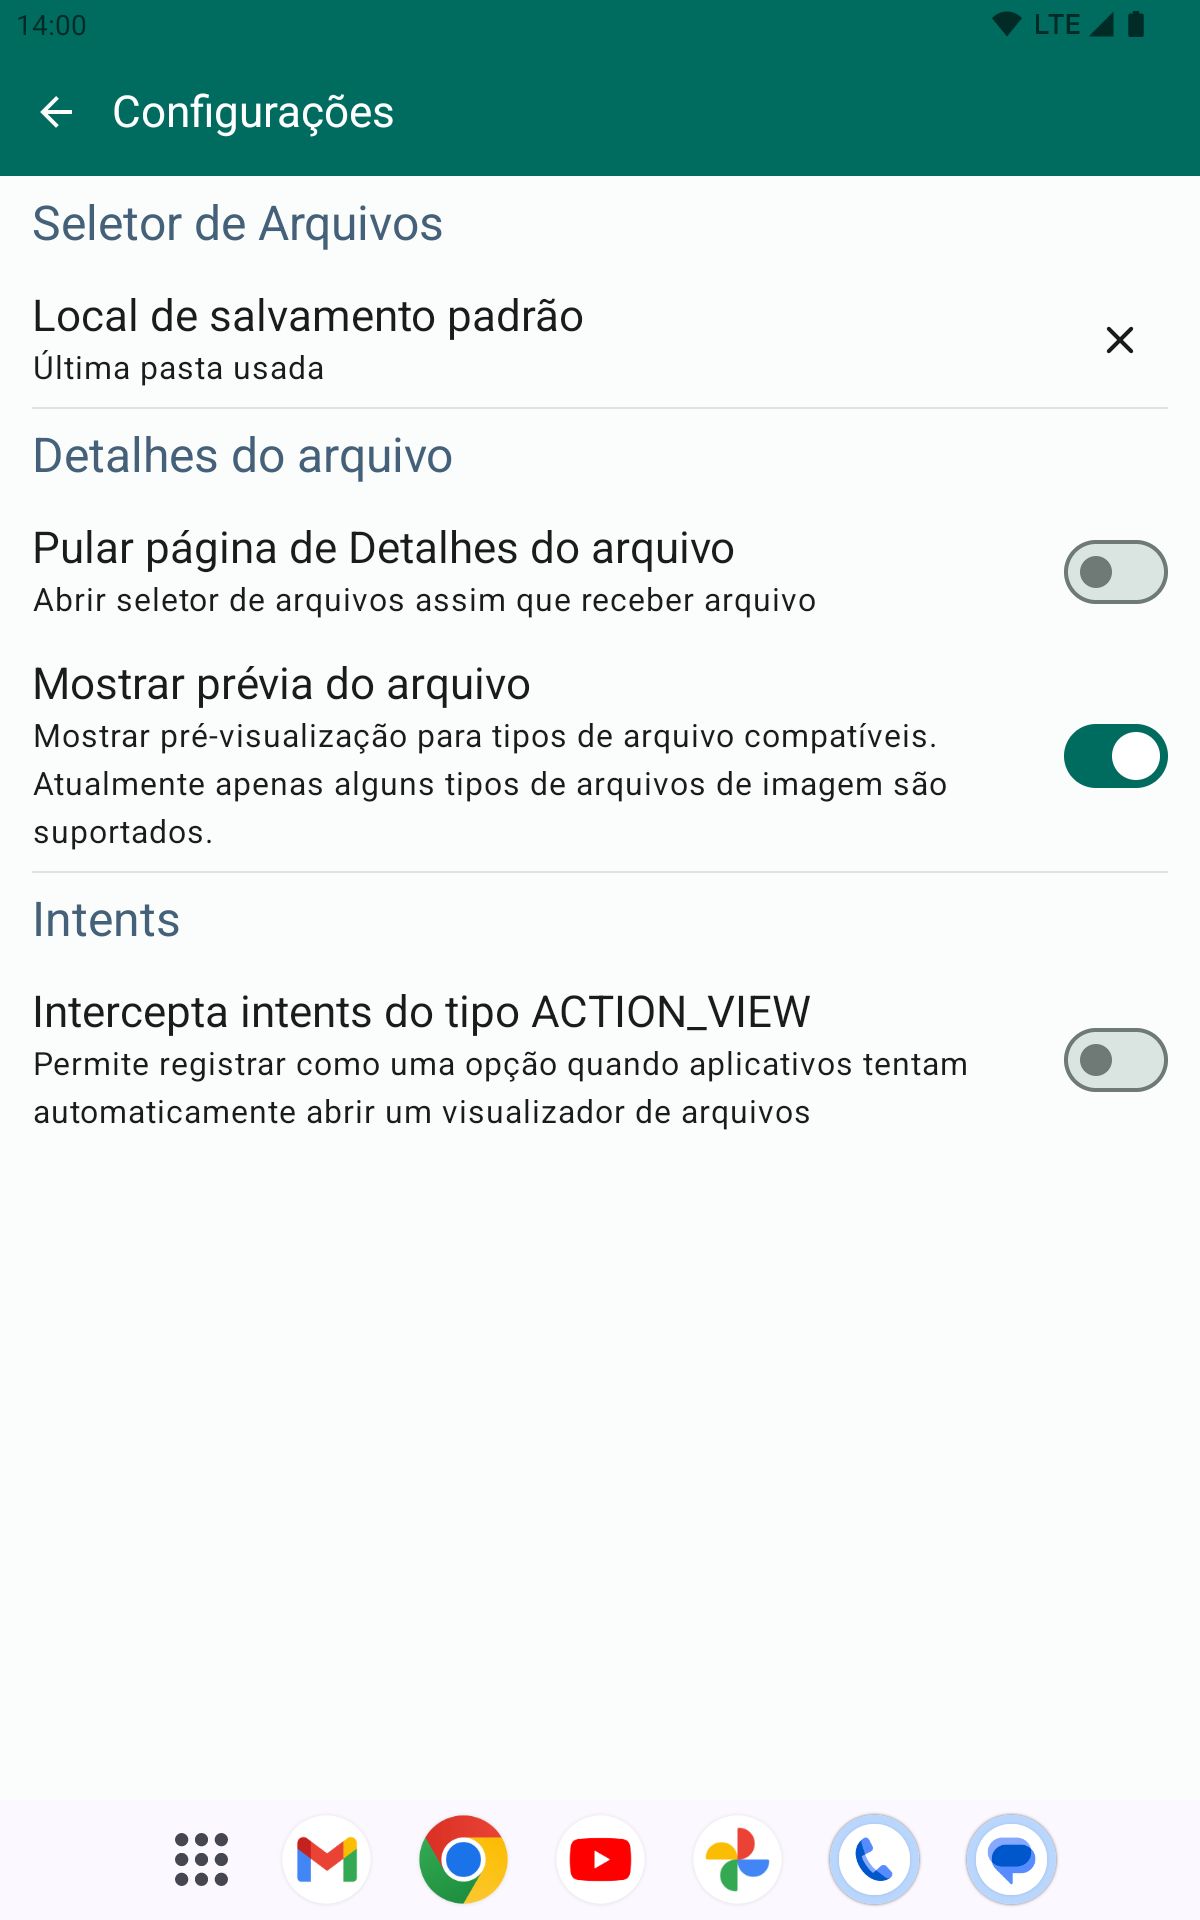 14:00
LTE
Configurações
Seletor de Arquivos
Local de salvamento padrão
Última pasta usada
Detalhes do arquivo
Pular página de Detalhes do arquivo
Abrir seletor de arquivos assim que receber arquivo
Mostrar prévia do arquivo
Mostrar pré-visualização para tipos de arquivo compatíveis.
Atualmente apenas alguns tipos de arquivos de imagem são
suportados.
Intents
Intercepta intents do tipo ACTION_VIEW
Permite registrar como uma opção quando aplicativos tentam
automaticamente abrir um visualizador de arquivos